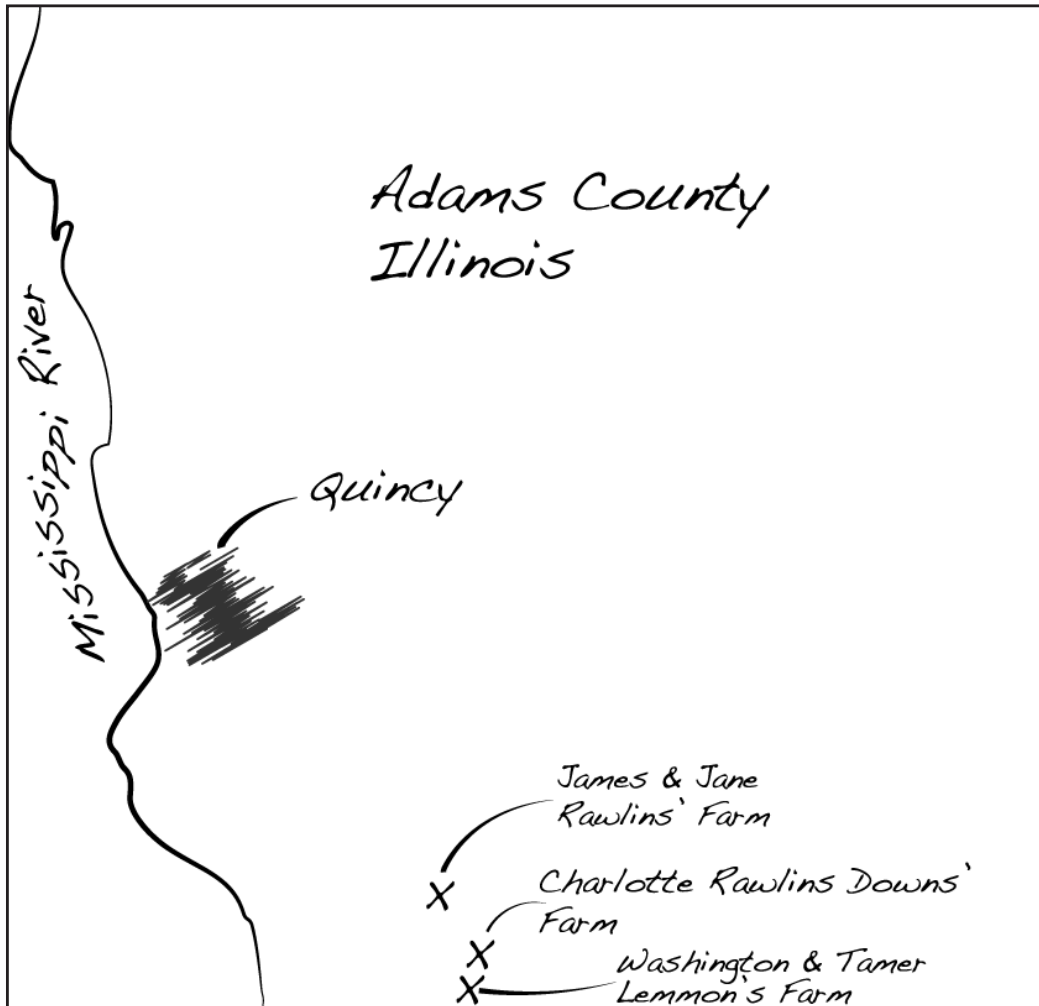 Adams County
Illinois
Mississippi River
Quincy
James & Jane
Rawlins' Farm
Charlotte Rawlins Downs'
Farm
Washington & Tamer
Lemmon's Farm